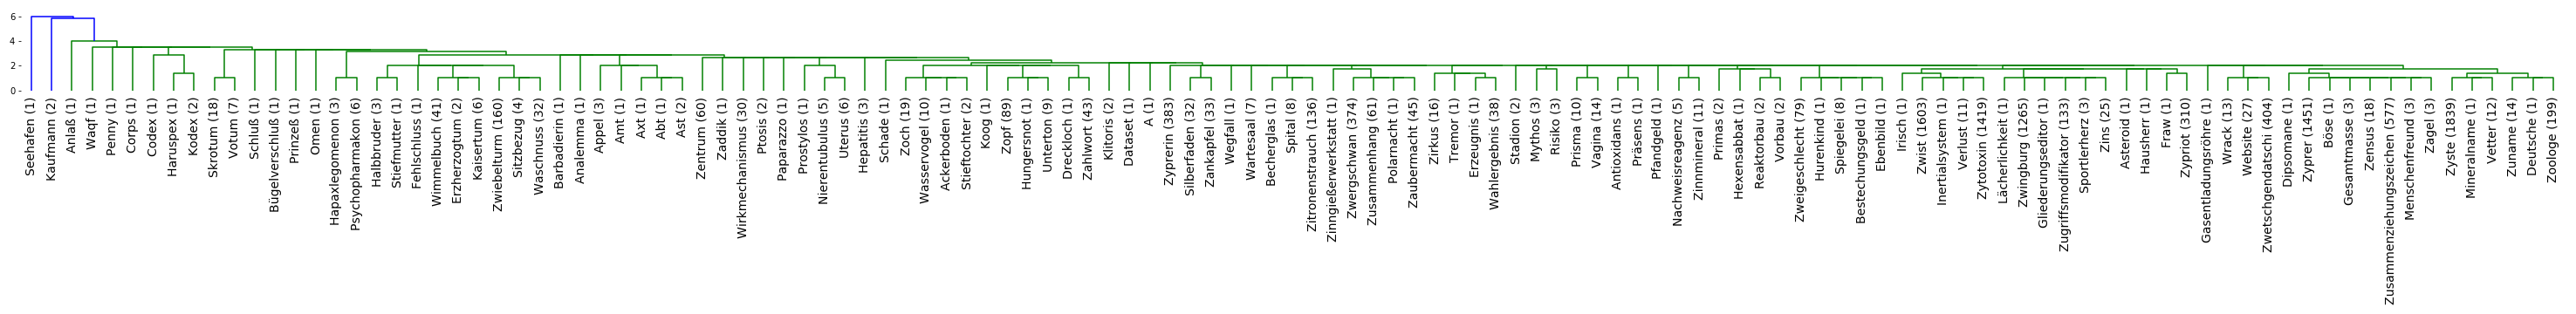 6
4
2
0
Seehafen (1)
Kaufmann (2)
Anlaß (1)
Waqf (1)
Penny (1)
Corps (1)
Codex (1)
Haruspex (1)
Kodex (2)
Skrotum (18)
Votum (7)
Schluß (1)
Bügelverschluß (1)
Prinzeß (1)
Omen (1)
Hapaxlegomenon (3)
Psychopharmakon (6)
Halbbruder (3)
Stiefmutter (1)
Fehlschluss (1)
Wimmelbuch (41)
Erzherzogtum (2)
Kaisertum (6)
Zwiebelturm (160)
Sitzbezug (4)
Waschnuss (32)
Barbadierin (1)
Analemma (1)
Appel (3)
Amt (1)
Axt (1)
Abt (1)
Ast (2)
Zentrum (60)
Zadik (1)
Wirkmechanismus (30)
Ptosis (2)
Paparazzo (1)
Prostylos (1)
Nierentubulus (5)
Uterus (6)
Hepatitis (3)
Schade (1)
Zoch (19)
Wasservogel (10)
Ackerboden (1)
Stieftochter (2)
Koog (1)
Zopf (89)
Hungersnot (1)
Unterton (9)
Dreckloch (1)
Zahlwort (43)
Klitoris (2)
Dataset (1)
A (1)
Zyprerin (383)
Silberfaden (32)
Zankapfel (33)
Wegfall (1)
Wartesaal (7)
Becherglas (1)
Spital (8)
Zitronenstrauch (136)
Zinngießerwerkstatt (1)
Zwergschwan (374)
Zusammenhang (61)
Polarnacht (1)
Zaubermacht (45)
Zirkus (16)
Tremor (1)
Erzeugnis (1)
Wahlergebnis (38)
Stadion (2)
Mythos (3)
Risiko (3)
Prisma (10)
Vagina (14)
Antioxidans (1)
Präsens (1)
Pfandgeld (1)
Nachweisreagenz (5)
Zinnmineral (11)
Primas (2)
Hexensabbat (1)
Reaktorbau (2)
Vorbau (2)
Zweigeschlecht (79)
Hurenkind (1)
Spiegelei (8)
Bestechungsgeld (1)
Ebenbild (1)
Irisch (1)
Zwist (1603)
Inertialsystem (1)
Verlust (11)
Zytotoxin (1419)
Lächerlichkeit (1)
Zwingburg (1265)
Gliederungseditor (1)
Zugriffsmodifikator (133)
Sportlerherz (3)
Zins (25)
Asteroid (1)
Hausherr (1)
Fraw (1)
Zypriot (310)
Gasentladungsröhre (1)
Wrack (13)
Website (27)
Zwetschgendatschi (404)
Dipsomane (1)
Zyprer (1451)
Böse (1)
Gesamtmasse (3)
Zensus (18)
Zusammenziehungszeichen (577)
Menschenfreund (3)
Zagel (3)
Zyste (1839)
Mineralname (1)
Vetter (12)
Zuname (14)
Deutsche (1)
Zoologe (199)